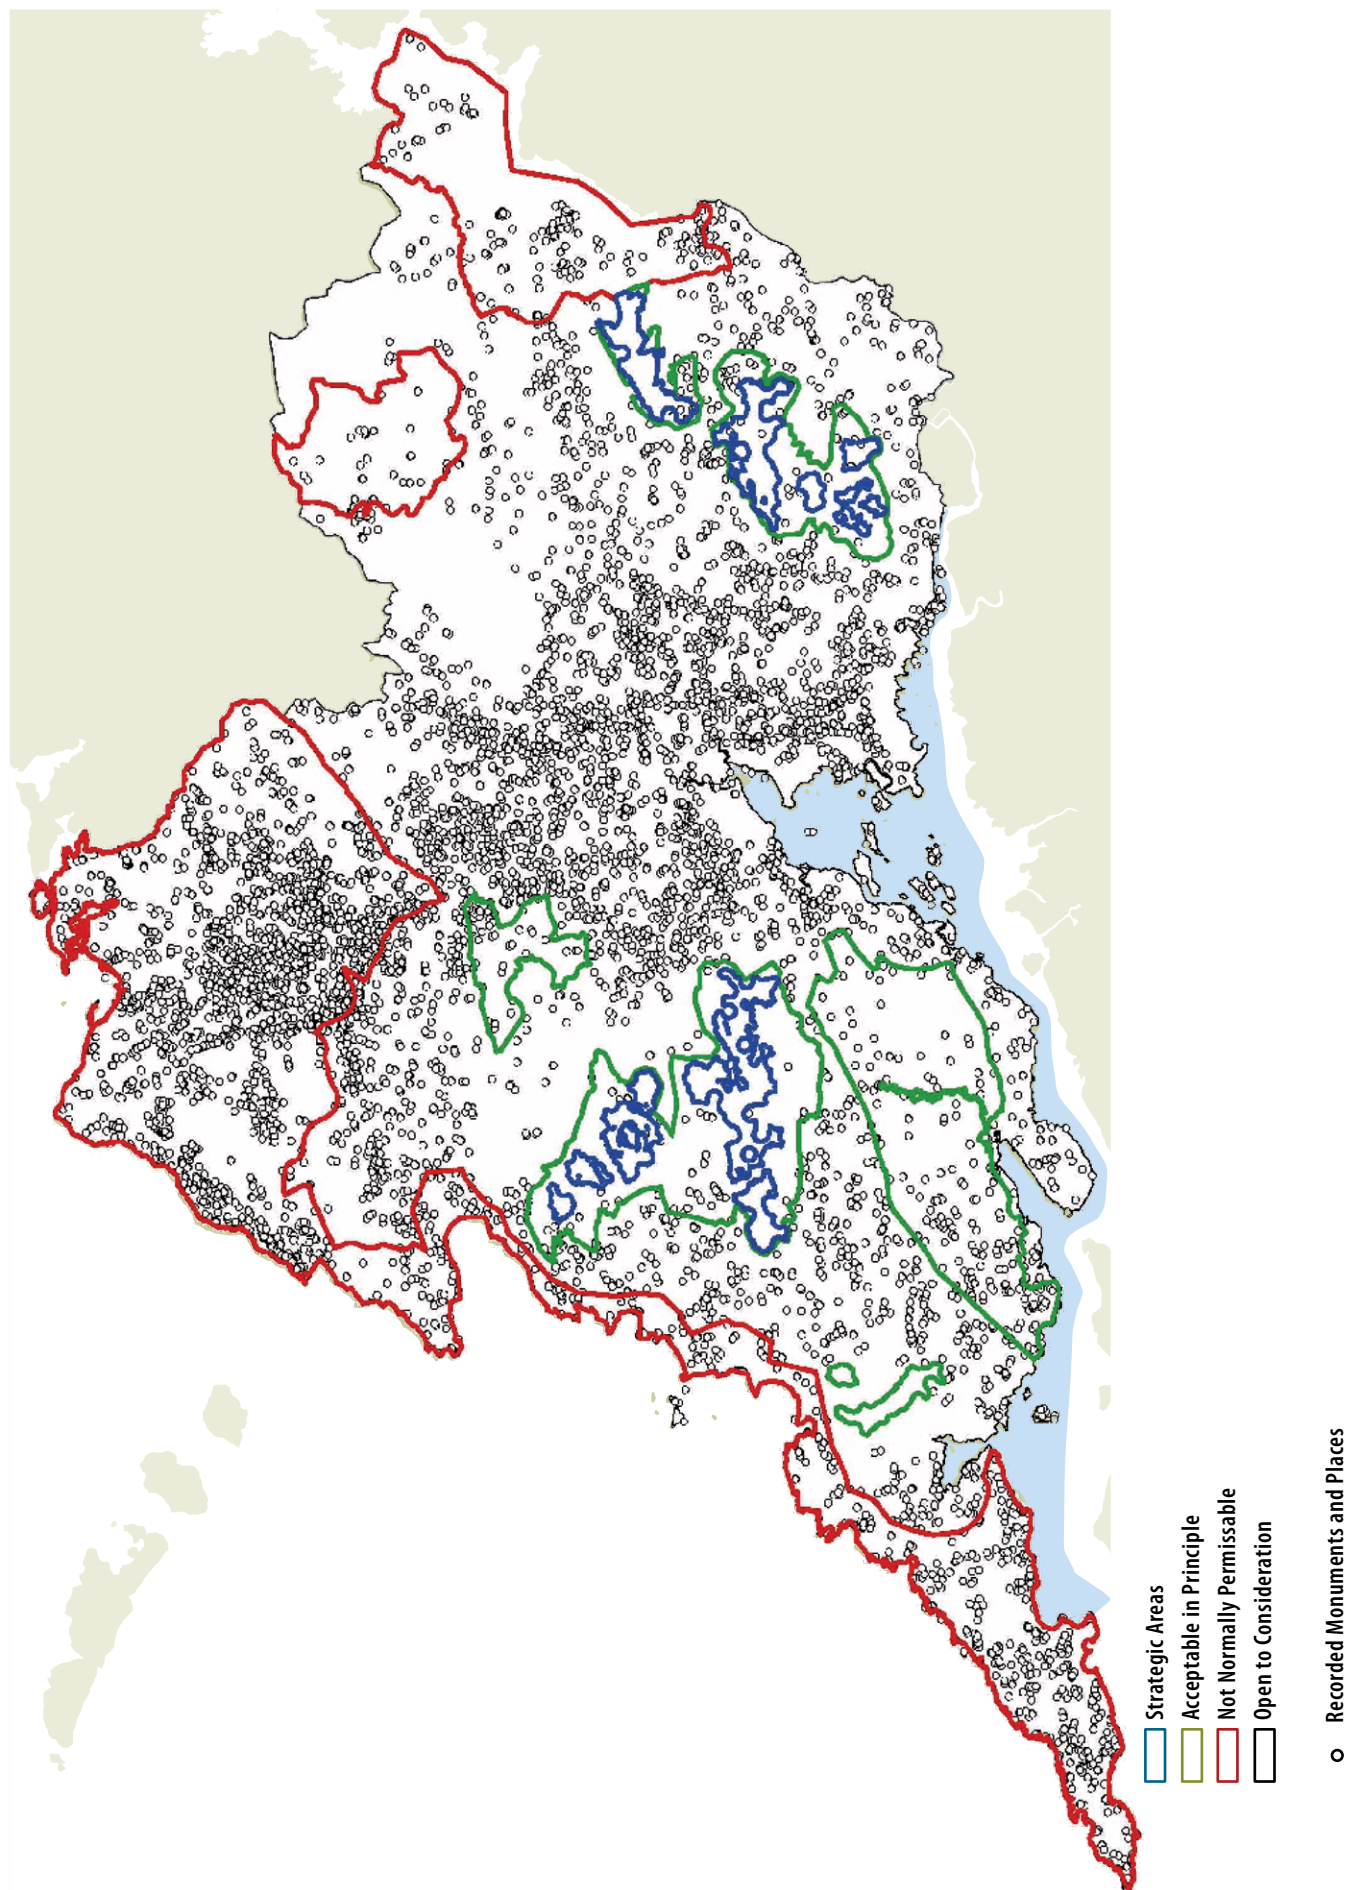 Strategic Areas
Acceptable in Principle
Not Normally Permissable
Open to Consideration
Recorded Monuments and Places